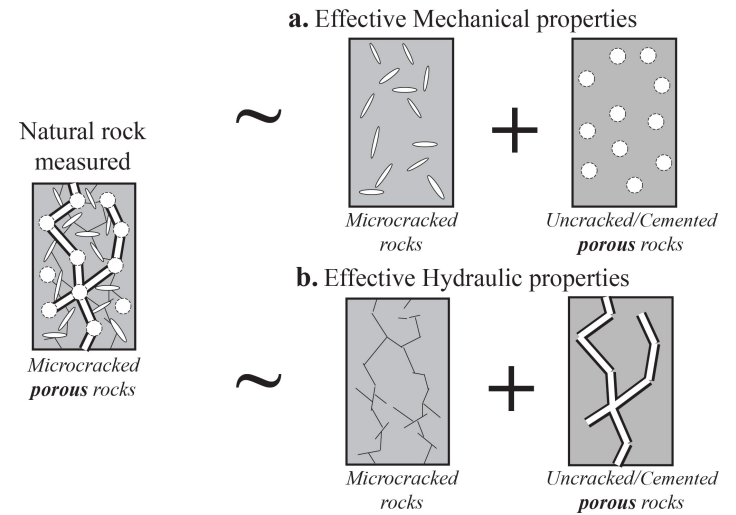 a. Effective Mechanical properties
Natural rock
measured
Microcracked
porous rocks
~
+
Microcracked
rocks
Uncracked/Cemented
porous rocks
b. Effective Hydraulic properties
~
+
Microcracked
rocks
Uncracked/Cemented
porous rocks